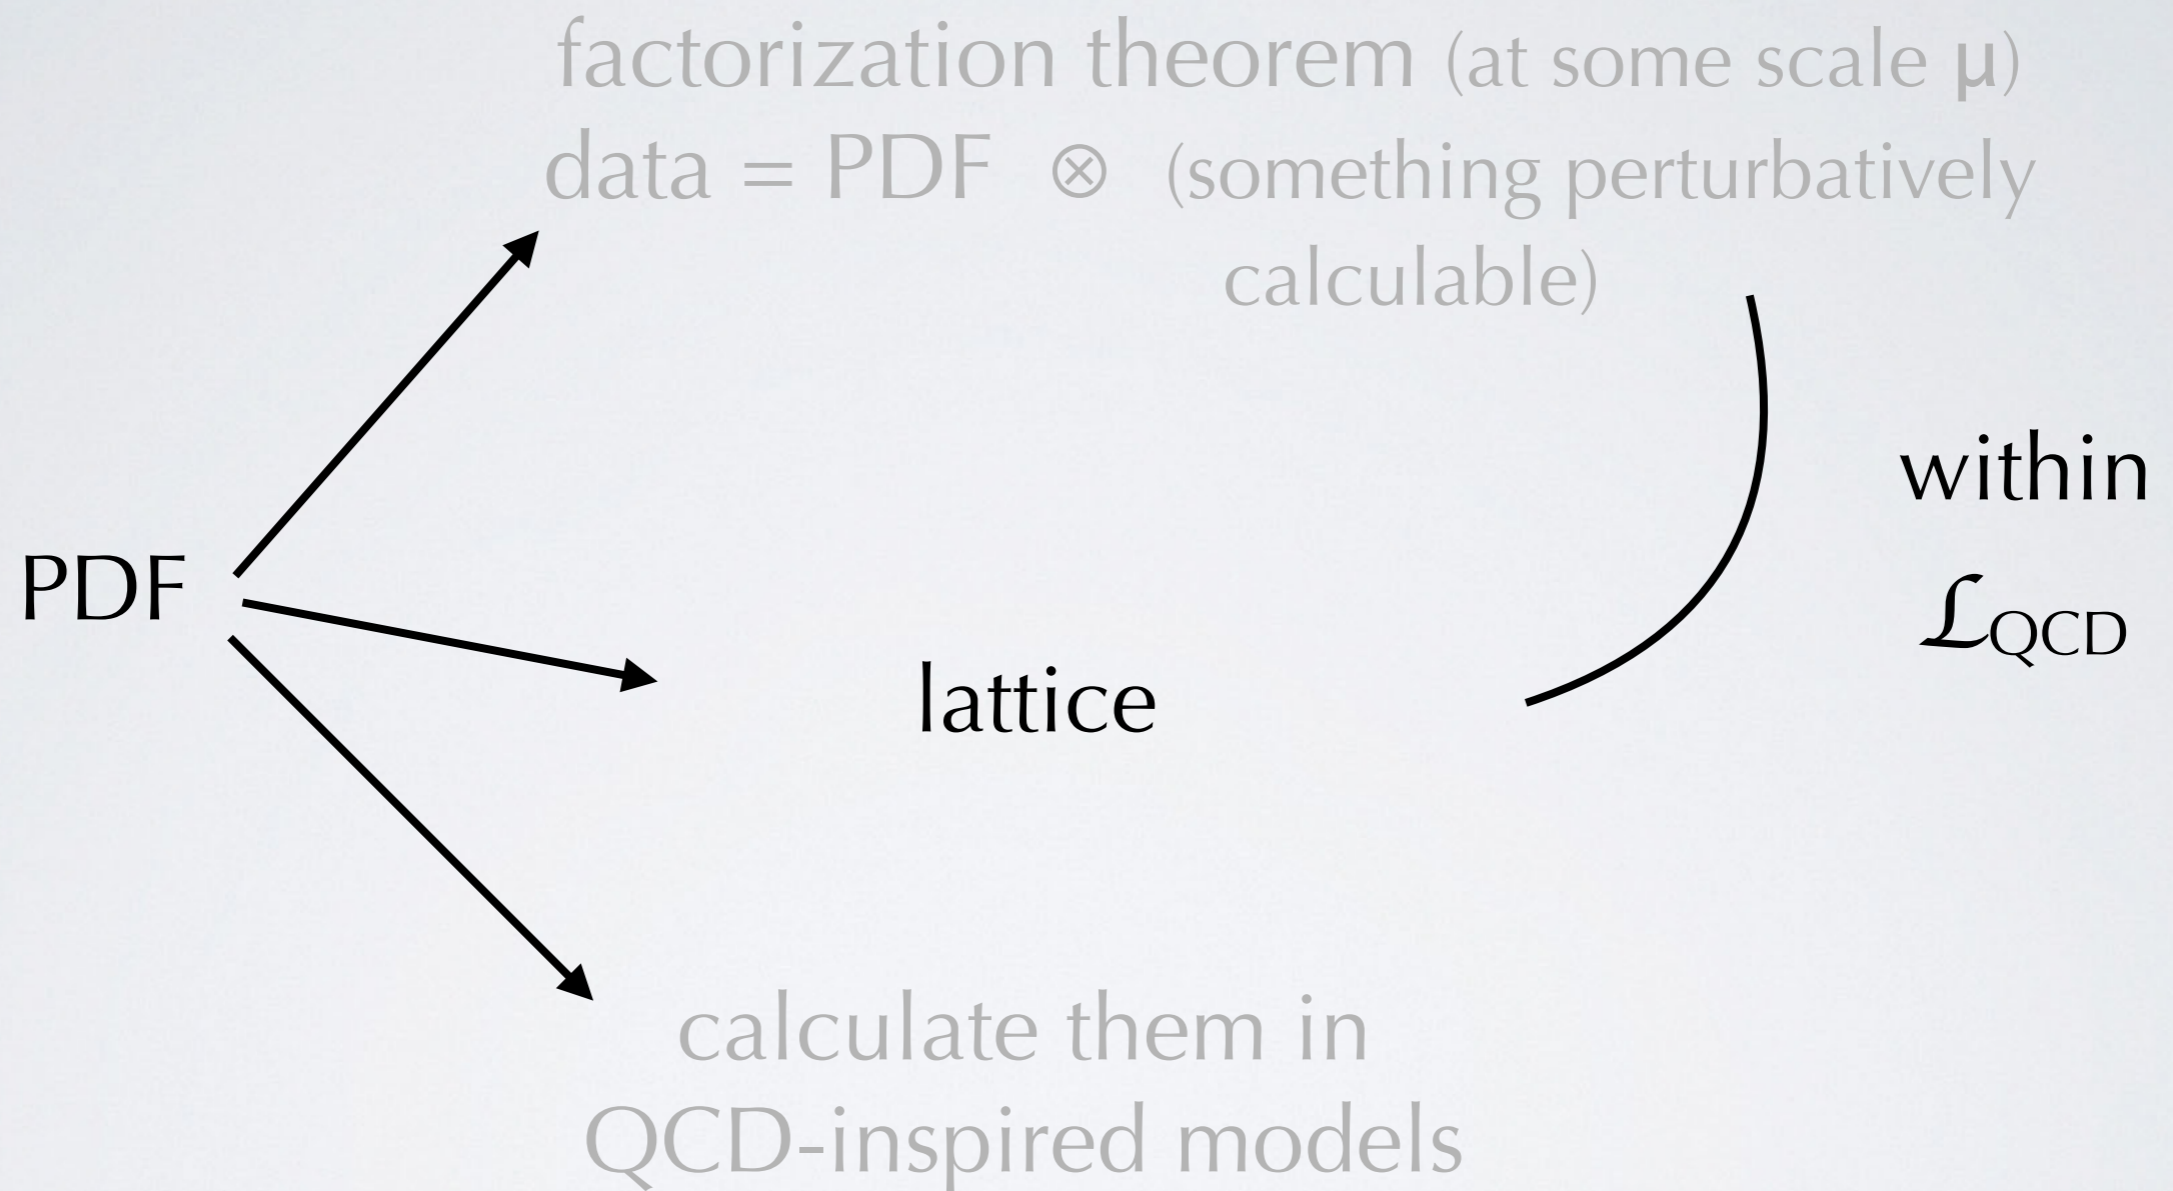 factorization theorem (at some scale μ)
data = PDF ⊗ (something perturbatively
calculable)
within
ℒQCD
PDF
lattice
calculate them in
QCD-inspired models